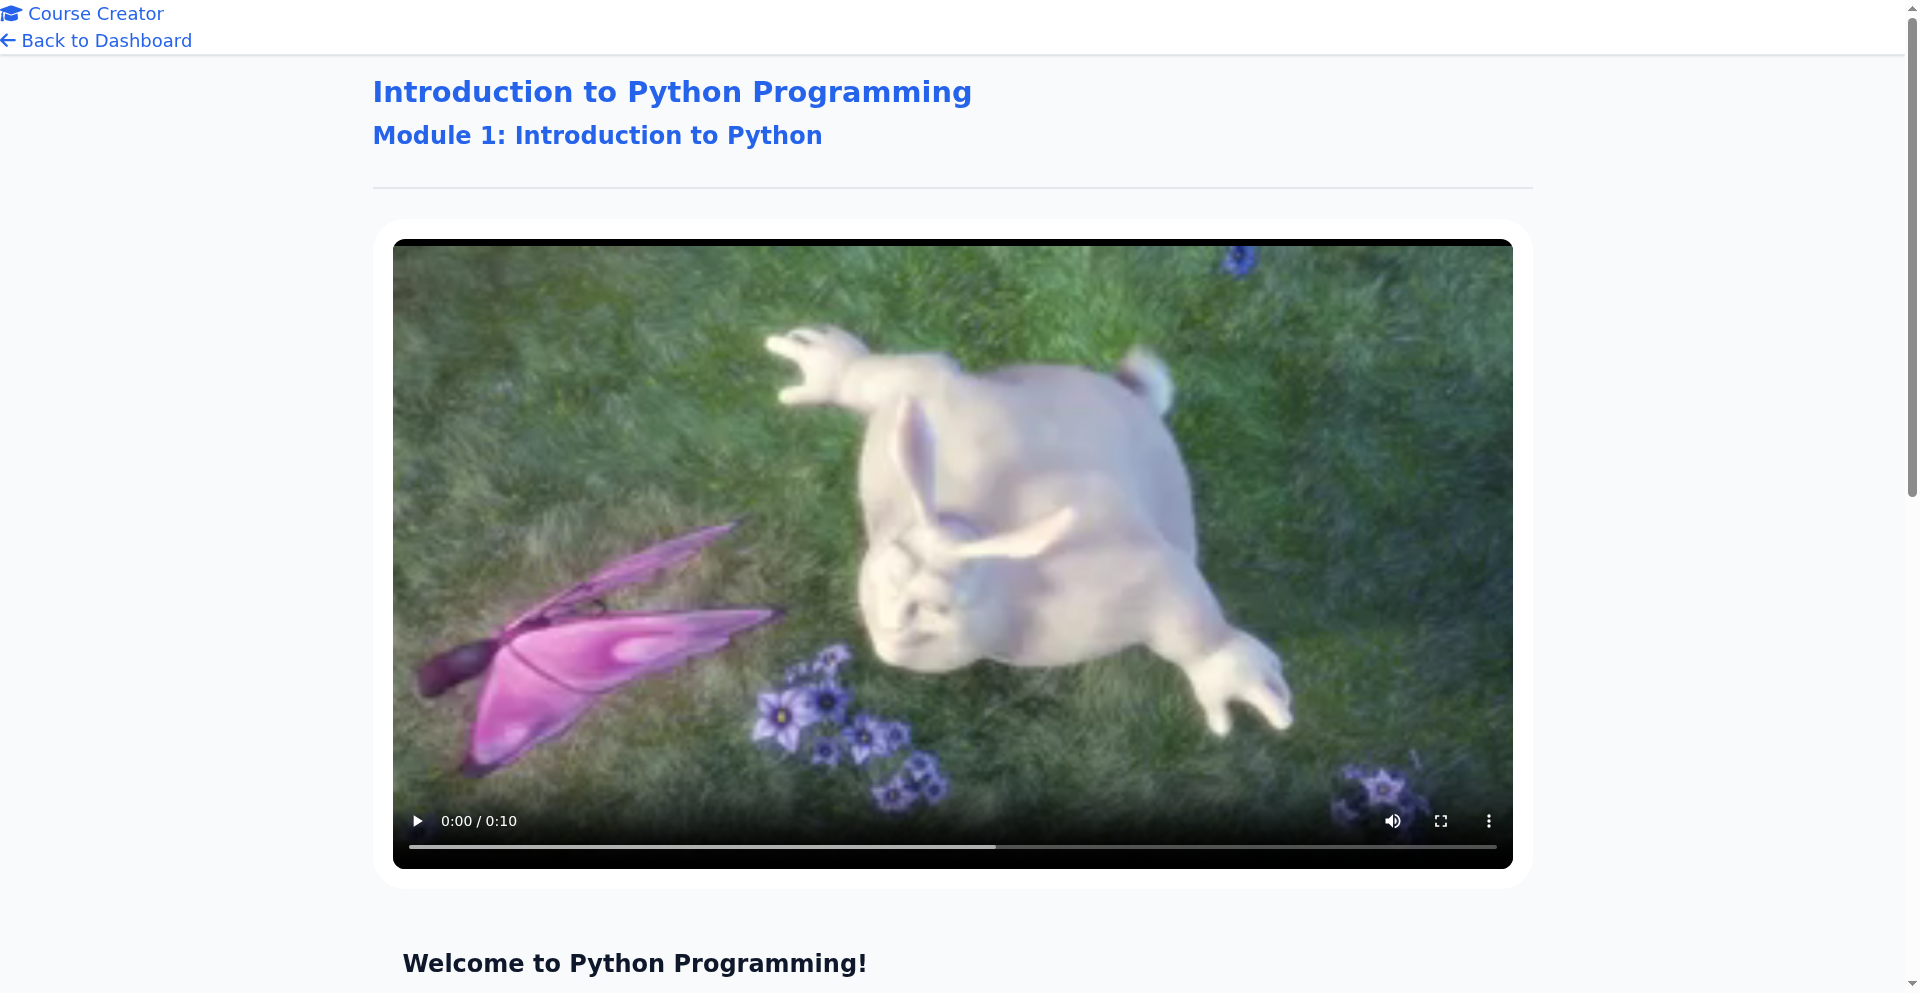 Course Creator
Back to Dashboard
Introduction to Python Programming
Module 1: Introduction to Python
0:00 / 0:10
Welcome to Python Programming!